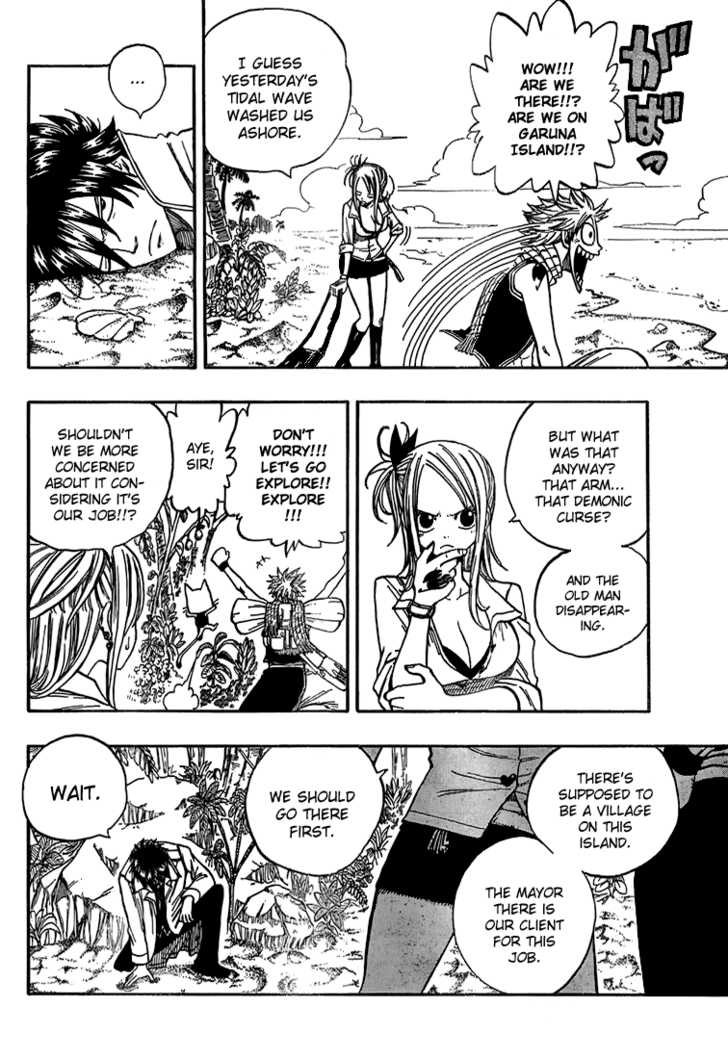 がばっ
WOW!!!
ARE WE
THERE!!?
ARE WE ON
GARUNA
ISLAND!!?
I GUESS
YESTERDAY'S
TIDAL WAVE
WASHED US
ASHORE.
...
BUT WHAT
WAS THAT
ANYWAY?
THAT ARM...
THAT DEMONIC
CURSE?
AND THE
OLD MAN
DISAPPEAR-
ING.
DON'T
WORRY!!!
LET'S GO
EXPLORE!!
EXPLORE
!!!
AYE,
SIR!
SHOULDN'T
WE BE MORE
CONCERNED
ABOUT IT CON-
SIDERING IT'S
OUR JOB!!?
THERE'S
SUPPOSED TO
BE A VILLAGE
ON THIS
ISLAND.
THE MAYOR
THERE IS
OUR CLIENT
FOR THIS
JOB.
WE SHOULD
GO THERE
FIRST.
WAIT.